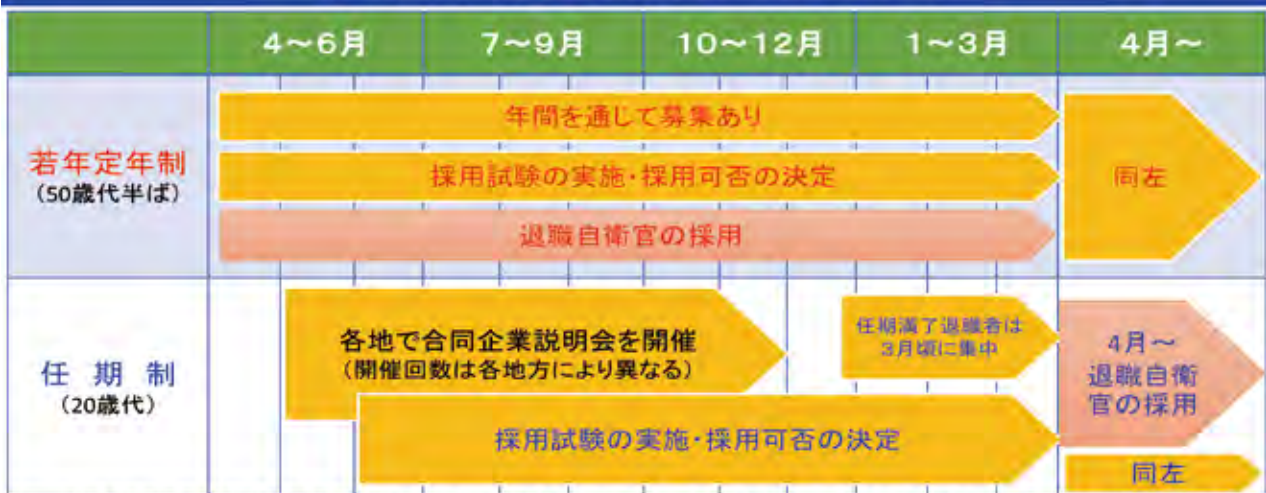 4～6月
7～9月
10～12月
1～3月
4月～
若年定年制
(50歳代半ば)
年間を通して募集あり
採用試験の実施・採用可否の決定
退職自衛官の採用
同左
任期制
(20歳代)
各地で合同企業説明会を開催
(開催回数は各地方により異なる)
任期満了退職者は
3月頃に集中
採用試験の実施・採用可否の決定
4月～
退職自衛
官の採用
同左